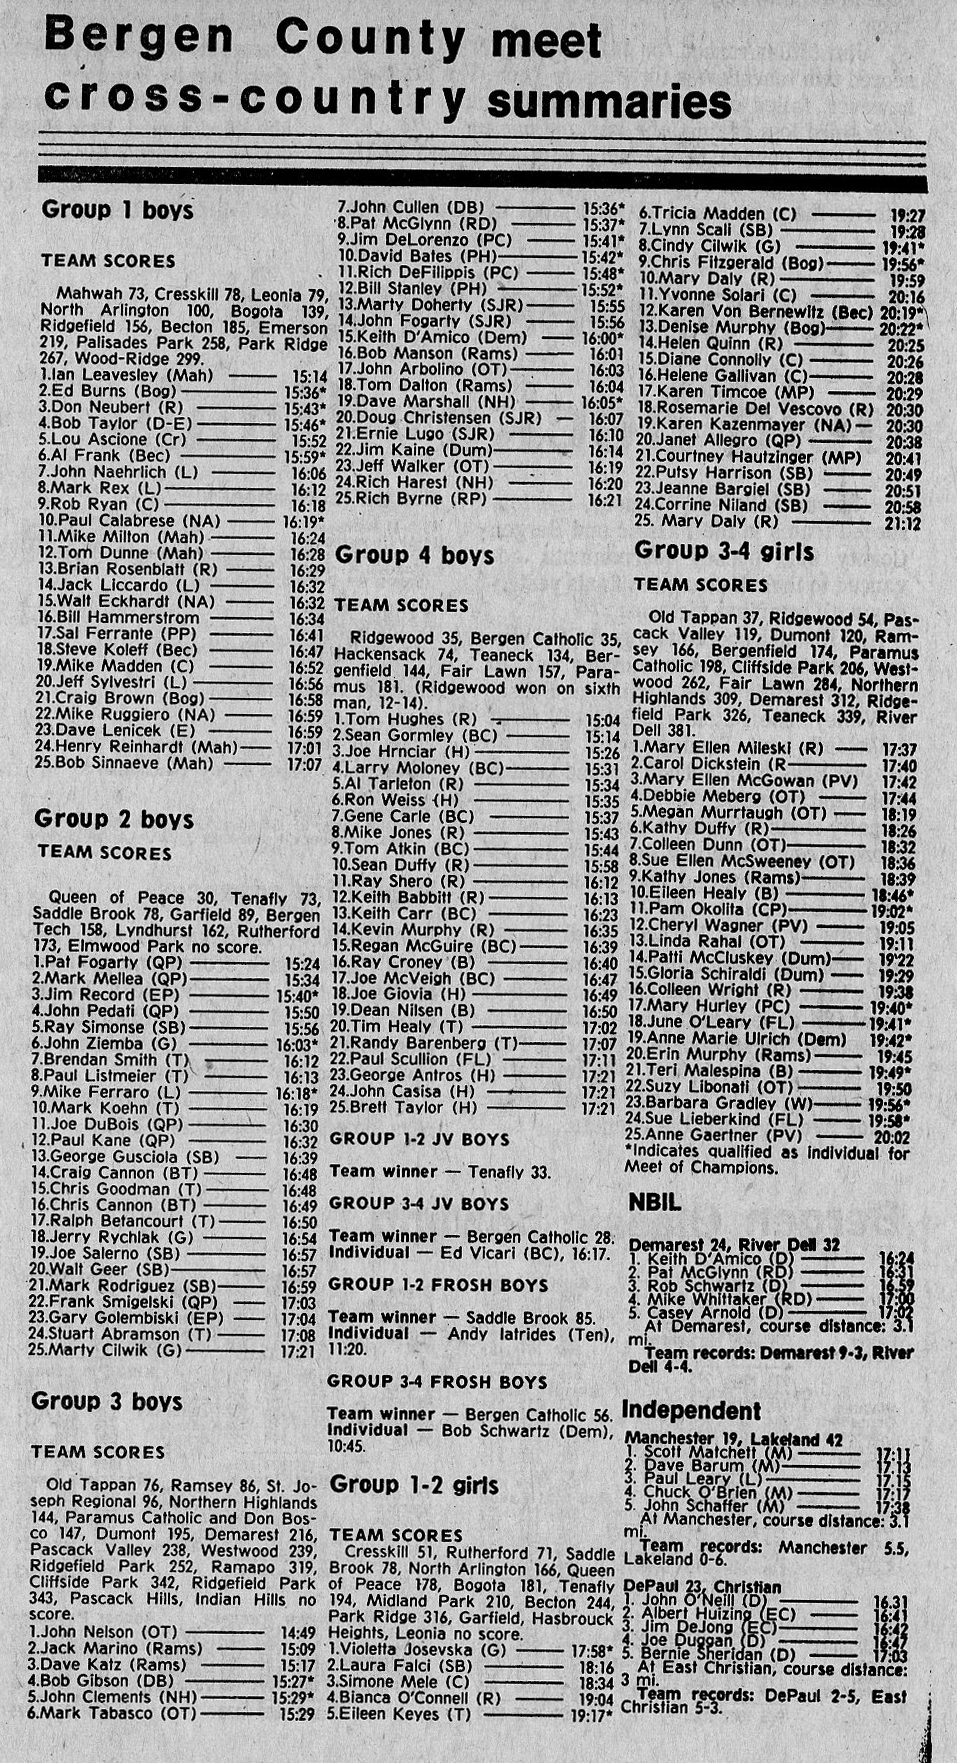 Bergen County meet
cross-country summaries
Group 1 boys
TEAM SCORES
Mahwah 73, Cresskill 78, Leonia 79,
North Arlington 100, Bogota 139,
Ridgefield 156, Becton 185, Emerson
219, Palisades Park 258, Park Ridge
267, Wood-Ridge 299.
1.Ian Leavesley (Mah) — 15:14
2.Ed Burns (Bog) — 15:36*
3.Don Neubert (R) — 15:43*
4.Bob Taylor (D-E) — 15:46*
5.Lou Ascione (Cr) — 15:52
6.Al Frank (Bec) — 15:59*
7.John Naehrlich (L) — 16:06
8.Mark Rex (L) — 16:12
9.Rob Ryan (C) — 16:18
10.Paul Calabrese (NA) — 16:19*
11.Mike Milton (Mah) — 16:24
12.Tom Dunne (Mah) — 16:28
13.Brian Rosenblatt (R) — 16:29
14.Jack Liccardo (L) — 16:32
15.Walt Eckhardt (NA) — 16:32
16.Bill Hammerstrom — 16:34
17.Sal Ferrante (PP) — 16:41
18.Steve Koleff (Bec) — 16:47
19.Mike Madden (C) — 16:52
20.Jeff Sylvestri (L) — 16:56
21.Craig Brown (Bog) — 16:58
22.Mike Ruggiero (NA) — 16:59
23.Dave Lenicek (E) — 16:59
24.Henry Reinhardt (Mah) — 17:01
25.Bob Sinnaeve (Mah) — 17:07
Group 2 boys
TEAM SCORES
Queen of Peace 30, Tenafly 73,
Saddle Brook 78, Garfield 89, Bergen
Tech 158, Lyndhurst 162, Rutherford
173, Elmwood Park no score.
1.Pat Fogarty (QP) — 15:24
2.Mark Mellea (QP) — 15:34
3.Jim Record (EP) — 15:40*
4.John Pedati (QP) — 15:50
5.Ray Simonse (SB) — 15:56
6.John Ziemba (G) — 16:03*
7.Brendan Smith (T) — 16:12
8.Paul Listmeier (T) — 16:13
9.Mike Ferraro (L) — 16:18*
10.Mark Koehn (T) — 16:19
11.Joe DuBois (QP) — 16:30
12.Paul Kane (QP) — 16:32
13.George Gusciola (SB) — 16:39
14.Craig Cannon (BT) — 16:48
15.Chris Goodman (T) — 16:48
16.Chris Cannon (BT) — 16:49
17.Ralph Betancourt (T) — 16:50
18.Jerry Rychlak (G) — 16:54
19.Joe Salerno (SB) — 16:57
20.Walt Geer (SB) — 16:57
21.Mark Rodriguez (SB) — 16:59
22.Frank Smigelski (QP) — 17:03
23.Gary Golembiski (EP) — 17:04
24.Stuart Abramson (T) — 17:08
25.Marty Cilwik (G) — 17:21
Group 3 boys
TEAM SCORES
Old Tappan 76, Ramsey 86, St. Jo-
seph Regional 96, Northern Highlands
144, Paramus Catholic and Don Bos-
co 147, Dumont 195, Demarest 216,
Pascack Valley 238, Westwood 239,
Ridgefield Park 252, Ramapo 319,
Cliffside Park 342, Ridgefield Park
343, Pascack Hills, Indian Hills no
score.
1.John Nelson (OT) — 14:49
2.Jack Marino (Rams) — 15:09
3.Dave Katz (Rams) — 15:17
4.Bob Gibson (DB) — 15:27*
5.John Clements (NH) — 15:29*
6.Mark Tabasco (OT) — 15:29
7.John Cullen (DB) — 15:36*
8.Pat McGlynn (RD) — 15:37*
9.Jim DeLorenzo (PC) — 15:41*
10.David Bates (PH) — 15:42*
11.Rich DeFilippis (PC) — 15:48*
12.Bill Stanley (PH) — 15:52*
13.Marty Doherty (SJR) — 15:55
14.John Fogarty (SJR) — 15:56
15.Keith D'Amico (Dem) — 16:00*
16.Bob Manson (Rams) — 16:01
17.John Arbolino (OT) — 16:03
18.Tom Dalton (Rams) — 16:04
19.Dave Marshall (NH) — 16:05*
20.Doug Christensen (SJR) — 16:07
21.Ernie Lugo (SJR) — 16:10
22.Jim Kaine (Dum) — 16:14
23.Jeff Walker (OT) — 16:19
24.Rich Harest (NH) — 16:20
25.Rich Byrne (RP) — 16:21
Group 4 boys
TEAM SCORES
Ridgewood 35, Bergen Catholic 35,
Hackensack 74, Teaneck 134, Ber-
genfield 144, Fair Lawn 157, Para-
mus 181. (Ridgewood won on sixth
man, 12-14).
1.Tom Hughes (R) — 15:04
2.Sean Gormley (BC) — 15:14
3.Joe Hrnciar (H) — 15:26
4.Larry Moloney (BC) — 15:31
5.Al Tarleton (R) — 15:34
6.Ron Weiss (H) — 15:35
7.Gene Carle (BC) — 15:37
8.Mike Jones (R) — 15:43
9.Tom Atkin (BC) — 15:44
10.Sean Duffy (R) — 15:58
11.Ray Shero (R) — 16:12
12.Keith Babbitt (R) — 16:13
13.Keith Carr (BC) — 16:23
14.Kevin Murphy (R) — 16:35
15.Regan McGuire (BC) — 16:39
16.Ray Croney (B) — 16:40
17.Joe McVeigh (BC) — 16:47
18.Joe Giovia (H) — 16:49
19.Dean Nilsen (B) — 16:50
20.Tim Healy (T) — 17:02
21.Randy Barenberg (T) — 17:07
22.Paul Scullion (FL) — 17:11
23.George Antros (H) — 17:21
24.John Casisa (H) — 17:21
25.Brett Taylor (H) — 17:21
GROUP 1-2 JV BOYS
Team winner — Tenafly 33.
GROUP 3-4 JV BOYS
Team winner — Bergen Catholic 28.
Individual — Ed Vicari (BC), 16:17.
GROUP 1-2 FROSH BOYS
Team winner — Saddle Brook 85.
Individual — Andy Iatrides (Ten),
11:20.
GROUP 3-4 FROSH BOYS
Team winner — Bergen Catholic 56.
Individual — Bob Schwartz (Dem),
10:45.
Group 1-2 girls
TEAM SCORES
Cresskill 51, Rutherford 71, Saddle
Brook 78, North Arlington 166, Queen
of Peace 178, Bogota 181, Tenafly
194, Midland Park 210, Becton 244,
Park Ridge 316, Garfield, Hasbrouck
Heights, Leonia no score.
1.Violetta Josevska (G) — 17:58*
2.Laura Falci (SB) — 18:16
3.Simone Mele (C) — 18:34
4.Bianca O'Connell (R) — 19:04
5.Eileen Keyes (T) — 19:17*
6.Tricia Madden (C) — 19:27
7.Lynn Scali (SB) — 19:28
8.Cindy Cilwik (G) — 19:41*
9.Chris Fitzgerald (Bog) — 19:56*
10.Mary Daly (R) — 19:59
11.Yvonne Solari (C) — 20:16
12.Karen Von Bernewitz (Bec) 20:19*
13.Denise Murphy (Bog) — 20:22*
14.Helen Quinn (R) — 20:25
15.Diane Connolly (C) — 20:26
16.Helene Gallivan (C) — 20:28
17.Karen Timcoe (MP) — 20:29
18.Rosemarie Del Vescovo (R) 20:30
19.Karen Kazenmayer (NA) — 20:30
20.Janet Allegro (QP) — 20:38
21.Courtney Hautzinger (MP) 20:41
22.Putsy Harrison (SB) — 20:49
23.Jeanne Bargiel (SB) — 20:51
24.Corrine Niland (SB) — 20:58
25. Mary Daly (R) — 21:12
Group 3-4 girls
TEAM SCORES
Old Tappan 37, Ridgewood 54, Pas-
cack Valley 119, Dumont 120, Ram-
sey 166, Bergenfield 174, Paramus
Catholic 198, Cliffside Park 206, West-
wood 262, Fair Lawn 284, Northern
Highlands 309, Demarest 312, Ridge-
field Park 326, Teaneck 339, River
Dell 381.
1.Mary Ellen Mileski (R) — 17:37
2.Carol Dickstein (R — 17:40
3.Mary Ellen McGowan (PV) 17:42
4.Debbie Meberg (OT) — 17:44
5.Megan Murrtaugh (OT) — 18:19
6.Kathy Duffy (R) — 18:26
7.Colleen Dunn (OT) — 18:32
8.Sue Ellen McSweeney (OT) 18:36
9.Kathy Jones (Rams) — 18:39
10.Eileen Healy (B) — 18:46*
11.Pam Okolita (CP) — 19:02*
12.Cheryl Wagner (PV) — 19:05
13.Linda Rahal (OT) — 19:11
14.Patti McCluskey (Dum) — 19'22
15.Gloria Schiraldi (Dum) — 19:29
16.Colleen Wright (R) — 19:38
17.Mary Hurley (PC) — 19:40*
18.June O'Leary (FL) — 19:41*
19.Anne Marie Ulrich (Dem) 19:42*
20.Erin Murphy (Rams) — 19:45
21.Teri Malespina (B) — 19:49*
22.Suzy Libonati (OT) — 19:50
23.Barbara Gradley (W) — 19:56*
24.Sue Lieberkind (FL) — 19:58*
25.Anne Gaertner (PV) — 20:02
*Indicates qualified as individual for
Meet of Champions.
NBIL
Demarest 24, River Dell 32
1. Keith D'Amico (D) — 16:24
2. Pat McGlynn (RD) — 16:31
3. Rob Schwartz (D) — 16.59
4. Mike Whittaker (RD) — 17:00
5. Casey Arnold (D) — 17:02
At Demarest, course distance: 3.1
mi.
Team records: Demarest 9-3, River
Dell 4-4.
Independent
Manchester 19, Lakeland 42
1. Scott Matchett (M) — 17:11
2. Dave Barum (M) — 17.13
3. Paul Leary (L) — 17.15
4. Chuck O'Brien (M) — 17:17
5. John Schaffer (M) — 17:38
At Manchester, course distance: 3.1
mi.
Team records: Manchester 5.5,
Lakeland 0-6.
DePaul 23, Christian
1. John O'Neill (D) — 16.31
2. Albert Huizing (EC) — 16:41
3. Jim DeJong (EC) — 16:42
4. Joe Duggan (D) — 16:47
5. Bernie Sheridan (D) — 17:03
At East Christian, course distance:
3 mi.
Team records: DePaul 2-5, East
Christian 5-3.